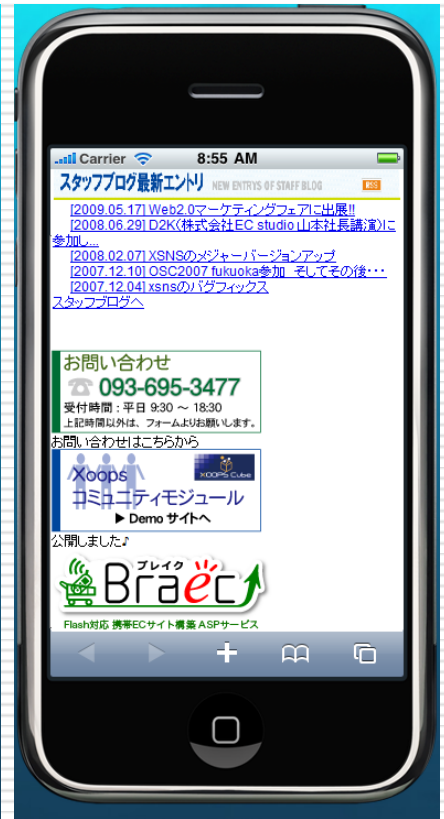 Carrier 8:55 AM
スタッフブログ最新エントリ NEW ENTRYS OF STAFF BLOG RSS
[2009.05.17] Web2.0マーケティングフェアに出展!!
[2008.06.29] D2K(株式会社EC studio 山本社長講演)に
参加し...
[2008.02.07] XSNSのメジャーバージョンアップ
[2007.12.10] OSC2007 fukuoka参加 そしてその後・・・
[2007.12.04] xsnsのバグフィックス
スタッフブログへ
お問い合わせ
093-695-3477
受付時間：平日 9:30 ～ 18:30
上記時間以外は、フォームよりお願いします。
お問い合わせはこちらから
Xoops
XOOPS Cube
コミュニティモジュール
▶ Demo サイトへ
公開しました♪
ブレイク
Braec
Flash対応 携帯ECサイト構築 ASPサービス